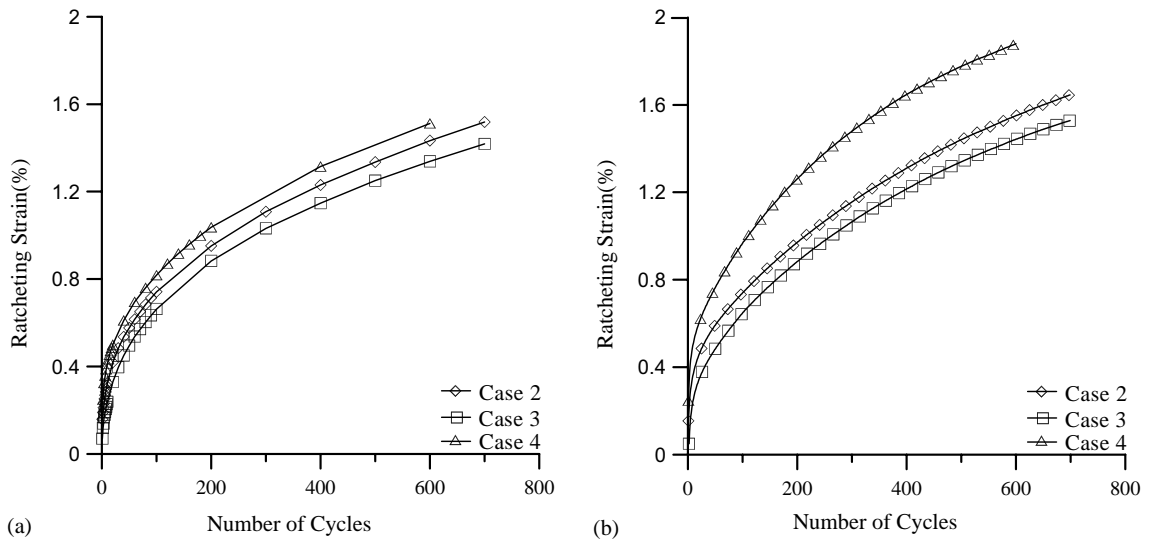 2
1.6
1.2
0.8
0.4
0
0 200 400 600 800
Ratcheting Strain(%)
Number of Cycles
Case 2
Case 3
Case 4
(a)
2
1.6
1.2
0.8
0.4
0
0 200 400 600 800
Ratcheting Strain(%)
Number of Cycles
Case 2
Case 3
Case 4
(b)